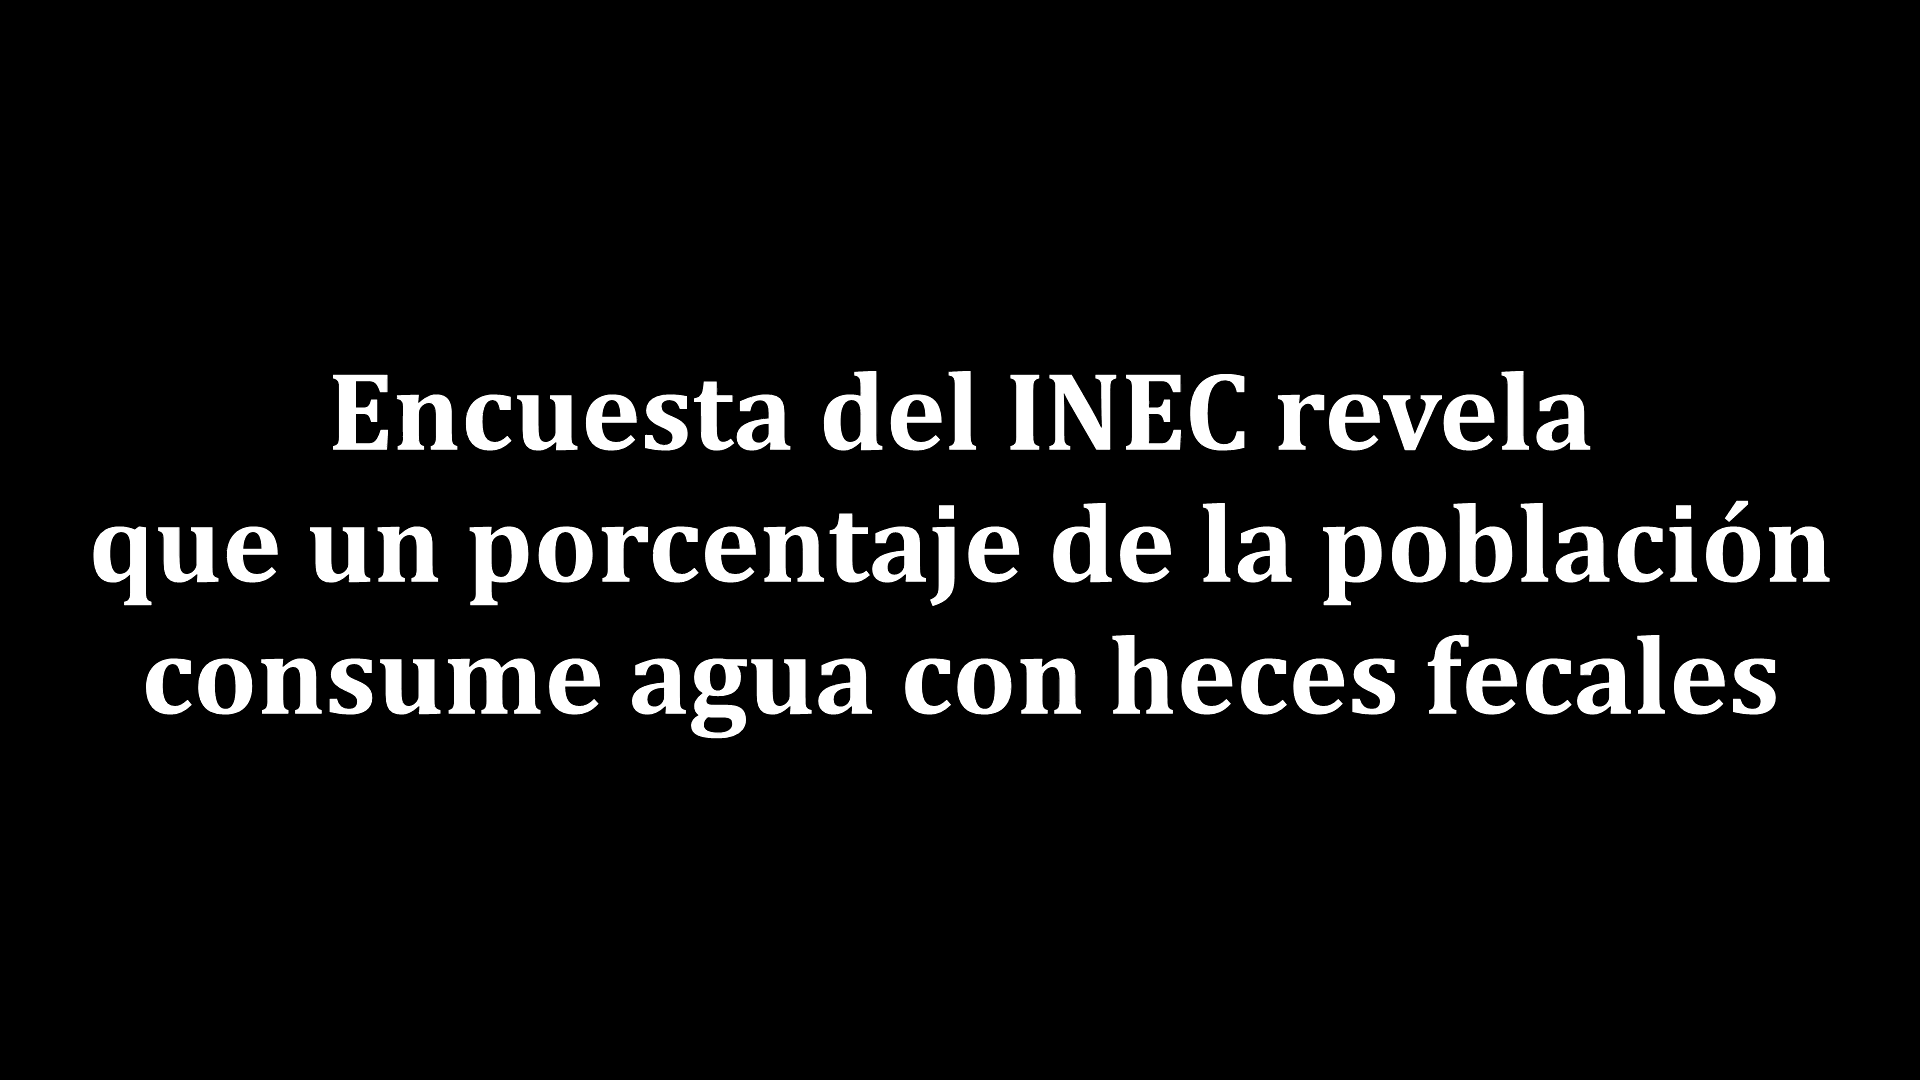 Encuesta del INEC revela
que un porcentaje de la población
consume agua con heces fecales